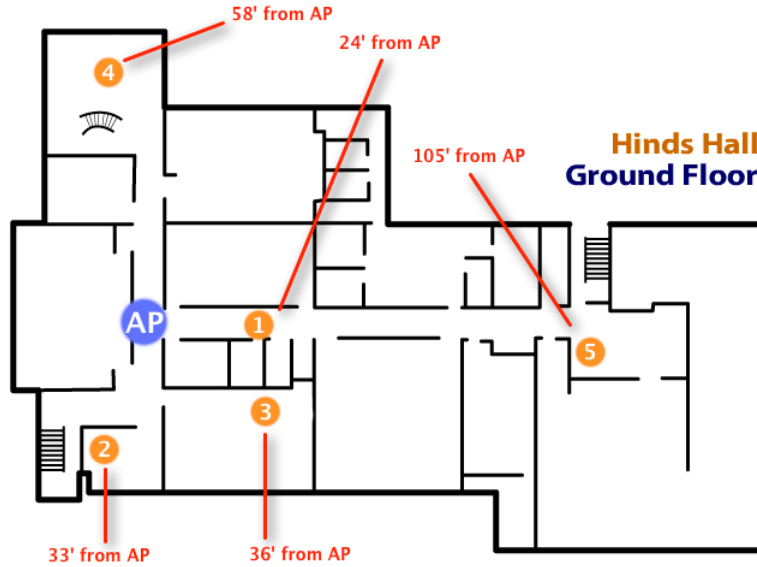 58' from AP
24' from AP
4
105' from AP
Hinds Hall
Ground Floor
AP
1
5
3
2
33' from AP
36' from AP